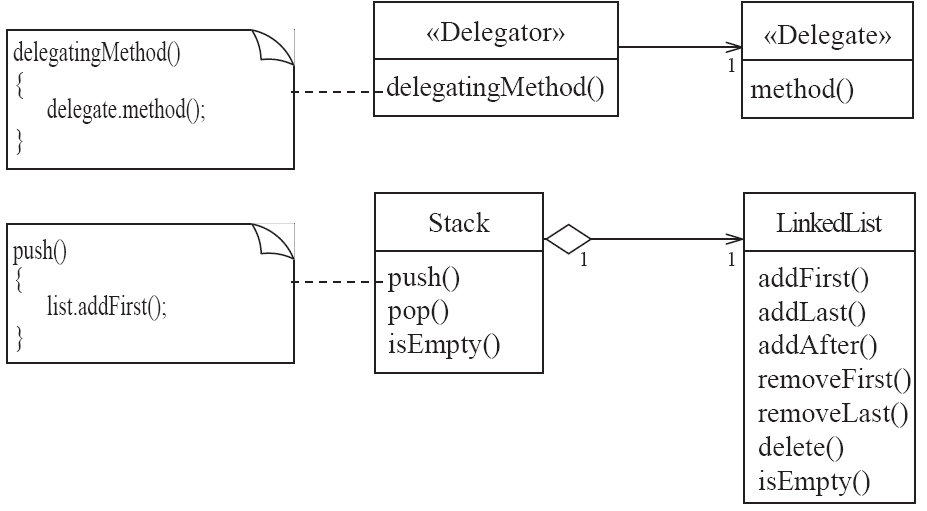 delegatingMethod()
{
delegate.method();
}
«Delegator»
delegatingMethod()
1
«Delegate»
method()
push()
{
list.addFirst();
}
Stack
push()
pop()
isEmpty()
1
1
LinkedList
addFirst()
addLast()
addAfter()
removeFirst()
removeLast()
delete()
isEmpty()